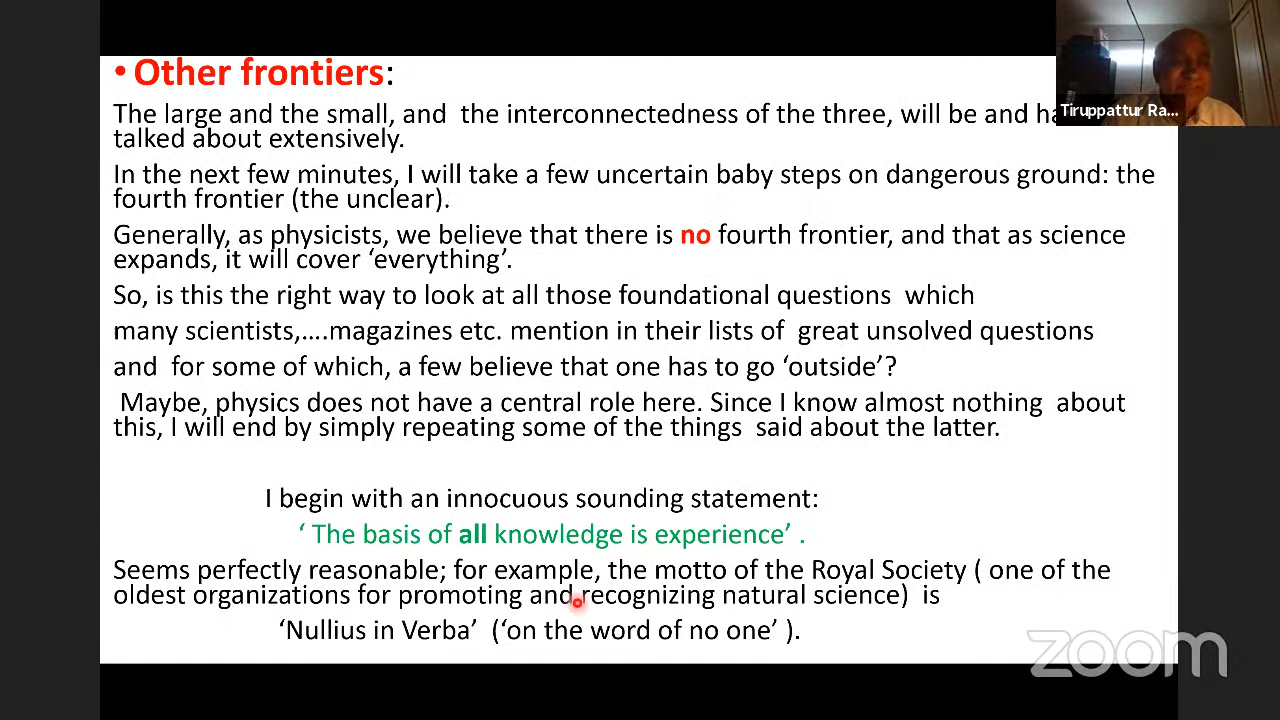 • Other frontiers:
The large and the small, and the interconnectedness of the three, will be and ha
talked about extensively.
In the next few minutes, I will take a few uncertain baby steps on dangerous ground: the
fourth frontier (the unclear).
Generally, as physicists, we believe that there is no fourth frontier, and that as science
expands, it will cover ‘everything’.
So, is this the right way to look at all those foundational questions which
many scientists,….magazines etc. mention in their lists of great unsolved questions
and for some of which, a few believe that one has to go ‘outside’?
Maybe, physics does not have a central role here. Since I know almost nothing about
this, I will end by simply repeating some of the things said about the latter.
I begin with an innocuous sounding statement:
‘ The basis of all knowledge is experience’ .
Seems perfectly reasonable; for example, the motto of the Royal Society ( one of the
oldest organizations for promoting and recognizing natural science) is
‘Nullius in Verba’ (‘on the word of no one’ ).
Tiruppattur Ra...
zoom